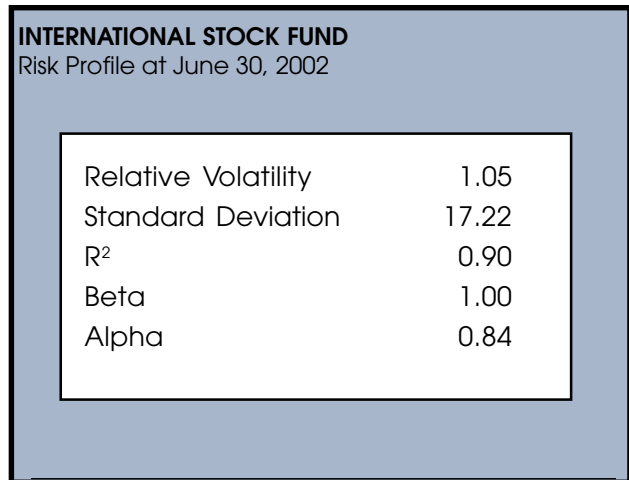 INTERNATIONAL STOCK FUND
Risk Profile at June 30, 2002
Relative Volatility 1.05
Standard Deviation 17.22
R² 0.90
Beta 1.00
Alpha 0.84